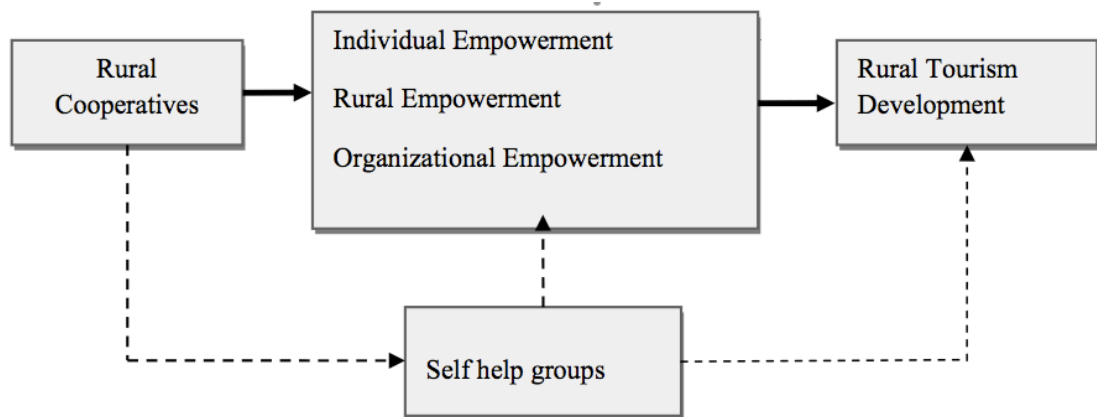 Rural
Cooperatives
Individual Empowerment
Rural Empowerment
Organizational Empowerment
Rural Tourism
Development
Self help groups